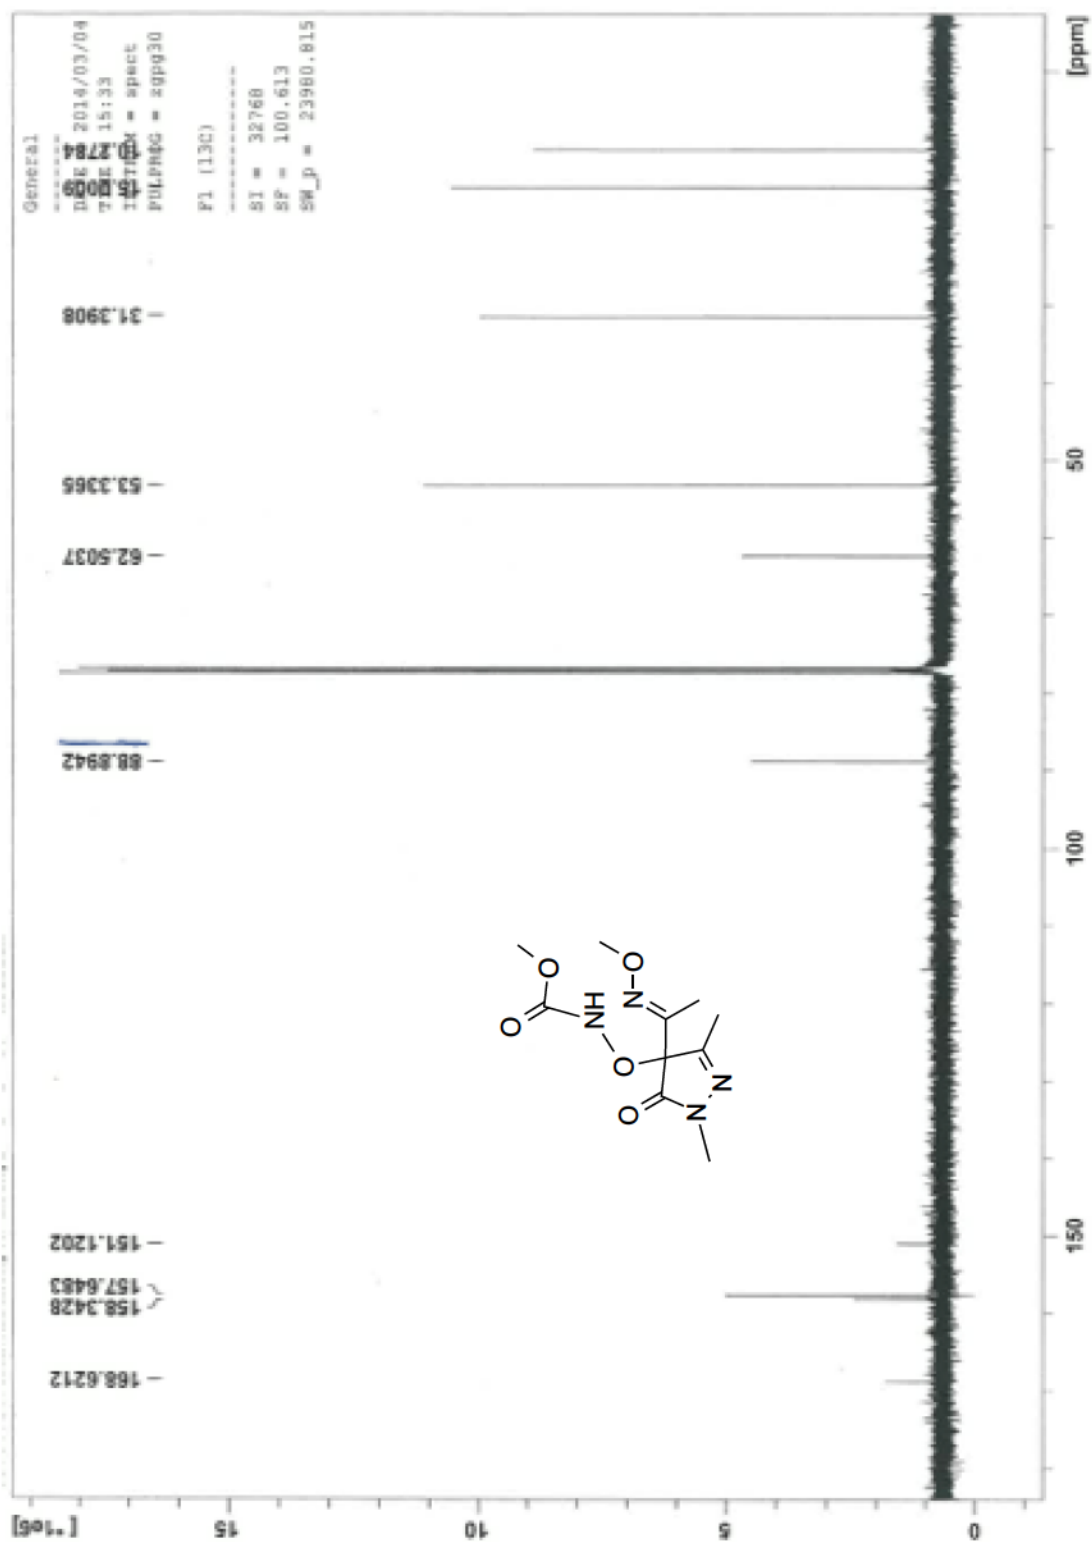 General
2014/03/04
15:33
= spect
PULPROG = zgpg30
F1 (13C)
SI = 32768
SF = 100.613
SW_p = 23980.815
168.6212
158.3428
157.6483
151.1202
88.8942
62.5037
53.3365
31.3908
15.0009
10.2784
[*1e6]
15
10
5
0
O
O
NH
N
O
O
O
N
N
150
100
50
[ppm]